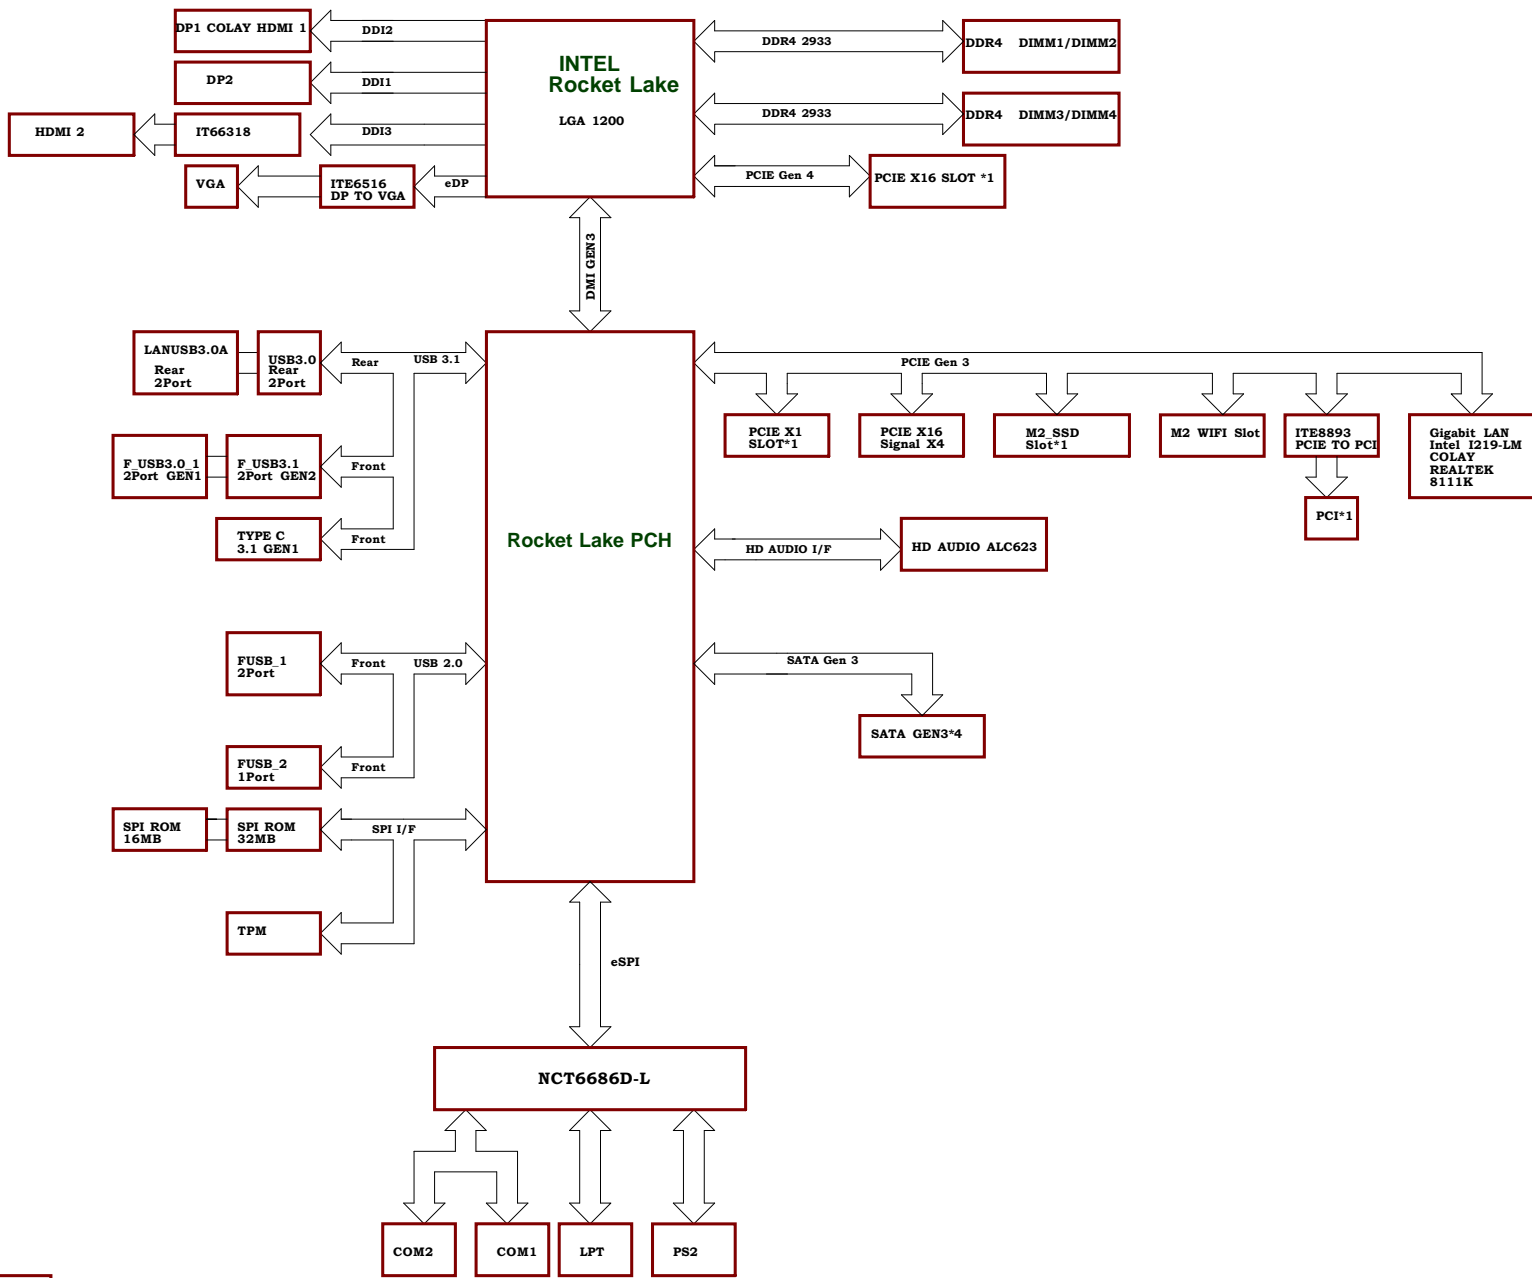 DP1 COLAY HDMI 1
DDI2
DP2
DDI1
HDMI 2
IT66318
DDI3
VGA
ITE6516
DP TO VGA
eDP
INTEL
Rocket Lake
LGA 1200
DDR4 2933
DDR4 DIMM1/DIMM2
DDR4 2933
DDR4 DIMM3/DIMM4
PCIE Gen 4
PCIE X16 SLOT *1
DMI GEN3
LANUSB3.0A
Rear
2Port
USB3.0
Rear
2Port
Rear
USB 3.1
F_USB3.0_1
2Port GEN1
F_USB3.1
2Port GEN2
Front
TYPE C
3.1 GEN1
Front
Rocket Lake PCH
PCIE Gen 3
PCIE X1
SLOT*1
PCIE X16
Signal X4
M2_SSD
Slot*1
M2 WIFI Slot
ITE8893
PCIE TO PCI
PCI*1
Gigabit LAN
Intel I219-LM
COLAY
REALTEK
8111K
HD AUDIO I/F
HD AUDIO ALC623
FUSB_1
2Port
Front
USB 2.0
FUSB_2
1Port
Front
SATA Gen 3
SATA GEN3*4
SPI ROM
16MB
SPI ROM
32MB
SPI I/F
TPM
eSPI
NCT6686D-L
COM2
COM1
LPT
PS2